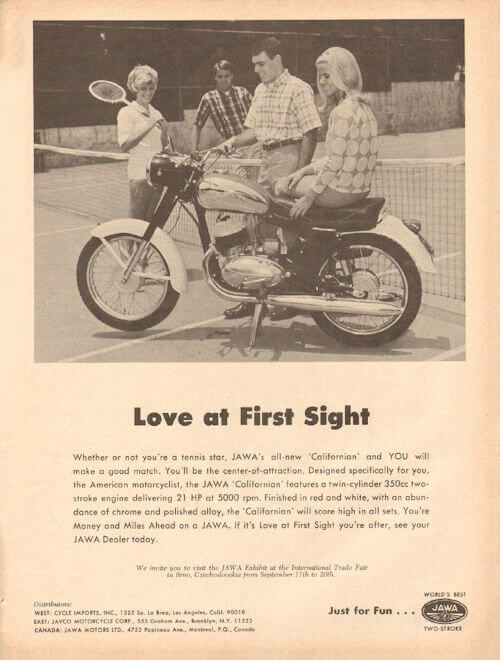 Love at First Sight
Whether or not you're a tennis star, JAWA's all-new 'Californian' and YOU will
make a good match. You'll be the center-of-attraction. Designed specifically for you,
the American motorcyclist, the JAWA 'Californian' features a twin-cylinder 350cc two-
stroke engine delivering 21 HP at 5000 rpm. Finished in red and white, with an abun-
dance of chrome and polished alloy, the 'Californian' will score high in all sets. You're
Money and Miles Ahead on a JAWA. If it's Love at First Sight you're after, see your
JAWA Dealer today.
We invite you to visit the JAWA Exhibit at the International Trade Fair
in Brno, Czechoslovakia from September 11th to 20th.
Distributors:
WEST: CYCLE IMPORTS, INC., 1325 So. La Brea, Los Angeles, Calif. 90019
EAST: JAYCO MOTORCYCLE CORP., 555 Graham Ave., Brooklyn, N.Y. 11222
CANADA: JAWA MOTORS LTD., 4753 Papineau Ave., Montreal, P.Q., Canada
Just for Fun . . .
WORLD'S BEST
JAWA
TWO-STROKE